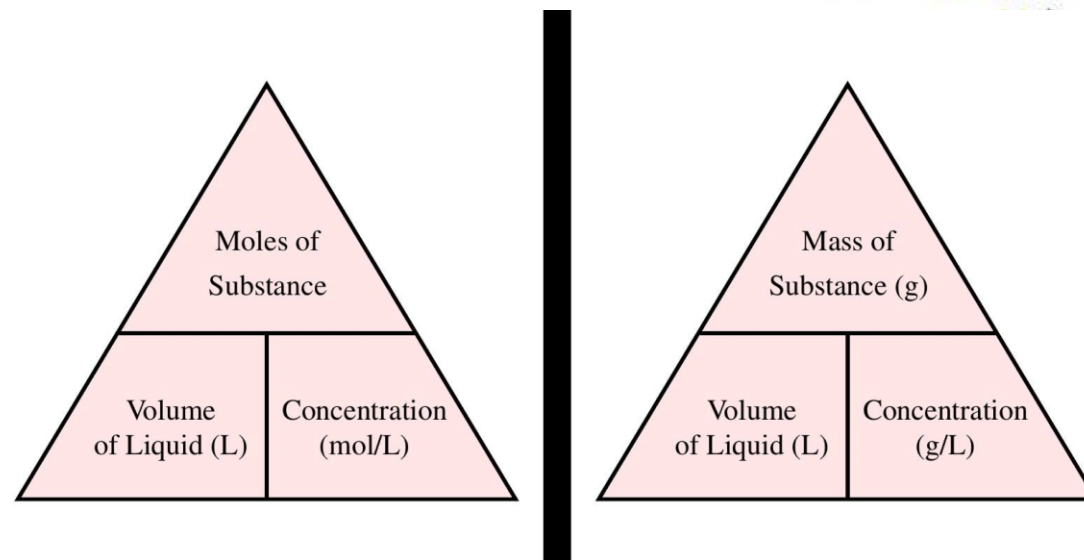 Moles of
Substance
Volume
of Liquid (L)
Concentration
(mol/L)
Mass of
Substance (g)
Volume
of Liquid (L)
Concentration
(g/L)